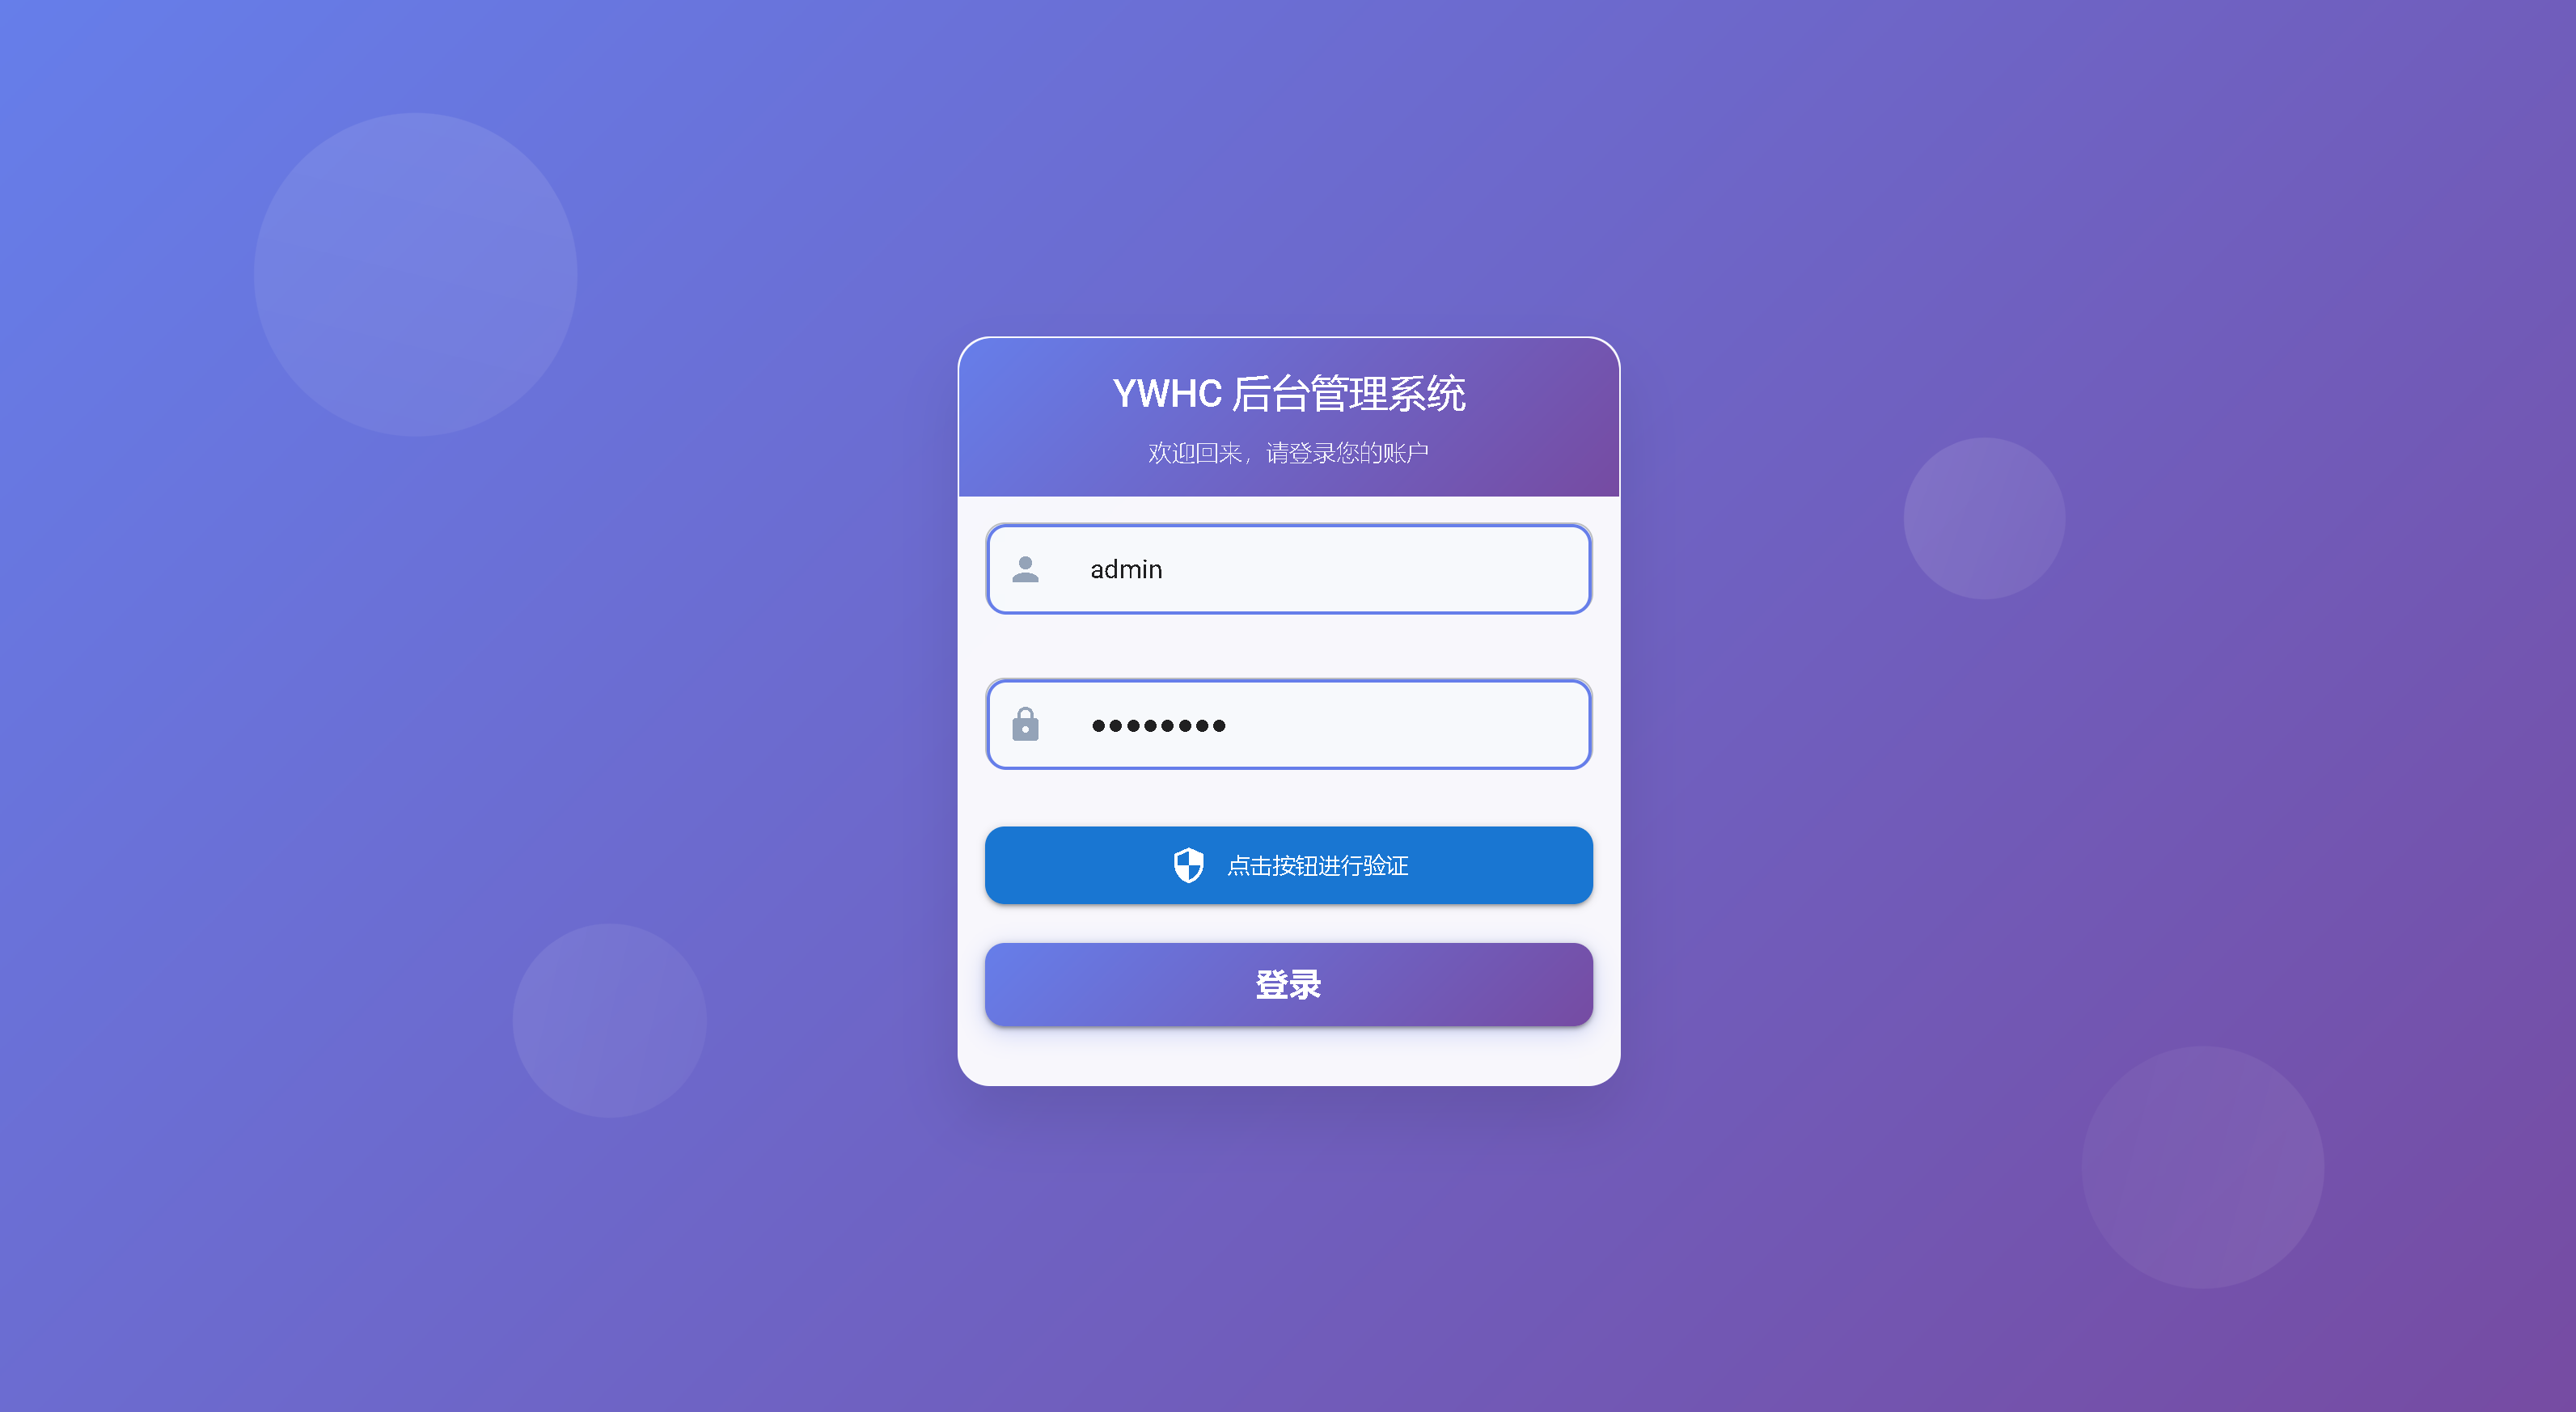 YWHC 后台管理系统
欢迎回来，请登录您的账户
admin
••••••••
点击按钮进行验证
登录